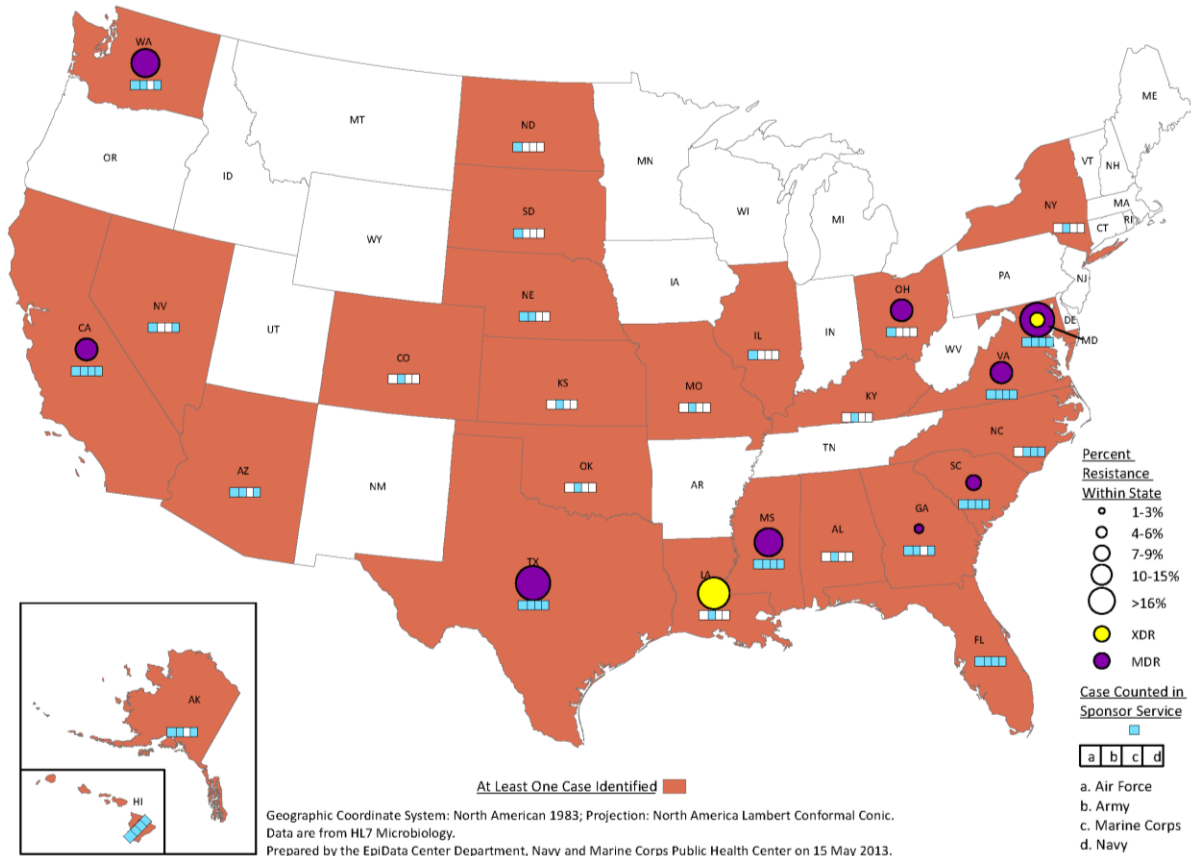 WA
MT
ND
MN
ME
OR
ID
SD
WI
MI
VT
NH
NY
MA
CT
RI
WY
IA
PA
NJ
NE
NV
UT
CA
CO
IL
IN
OH
DE
MD
WV
VA
KS
MO
KY
AZ
NM
OK
TN
NC
AR
SC
MS
AL
GA
TX
LA
FL
AK
HI
Percent
Resistance
Within State
1-3%
4-6%
7-9%
10-15%
>16%
XDR
MDR
Case Counted in
Sponsor Service
a b c d
a. Air Force
b. Army
c. Marine Corps
d. Navy
At Least One Case Identified
Geographic Coordinate System: North American 1983; Projection: North America Lambert Conformal Conic.
Data are from HL7 Microbiology.
Prepared by the EpiData Center Department, Navy and Marine Corps Public Health Center on 15 May 2013.